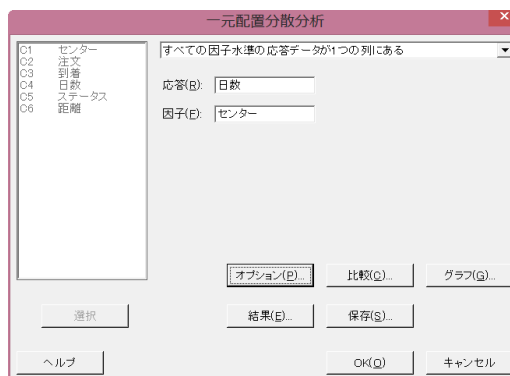 一元配置分散分析
C1 センター
C2 注文
C3 到着
C4 日数
C5 ステータス
C6 距離
すべての因子水準の応答データが1つの列にある
応答(R): 日数
因子(F): センター
オプション(P)... 比較(C)... グラフ(G)...
選択 結果(E)... 保存(S)...
ヘルプ OK(O) キャンセル